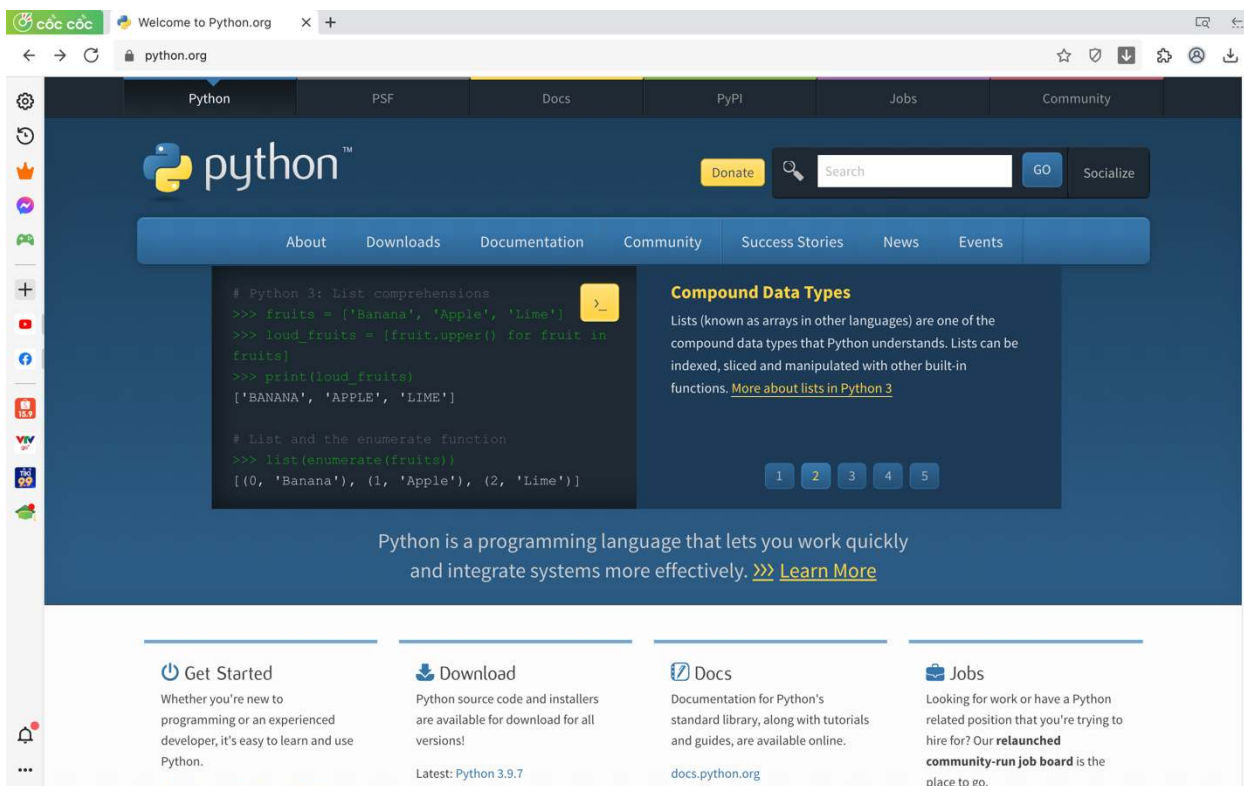 cốc cốc
Welcome to Python.org
python.org
Python PSF Docs PyPI Jobs Community
python™
Donate
Search
GO
Socialize
About Downloads Documentation Community Success Stories News Events
# Python 3: List comprehensions
>>> fruits = ['Banana', 'Apple', 'Lime']
>>> loud_fruits = [fruit.upper() for fruit in
fruits]
>>> print(loud_fruits)
['BANANA', 'APPLE', 'LIME']
# List and the enumerate function
>>> list(enumerate(fruits))
[(0, 'Banana'), (1, 'Apple'), (2, 'Lime')]
>_
Compound Data Types
Lists (known as arrays in other languages) are one of the
compound data types that Python understands. Lists can be
indexed, sliced and manipulated with other built-in
functions. More about lists in Python 3
1 2 3 4 5
Python is a programming language that lets you work quickly
and integrate systems more effectively. >>> Learn More
Get Started
Whether you're new to
programming or an experienced
developer, it's easy to learn and use
Python.
Download
Python source code and installers
are available for download for all
versions!
Latest: Python 3.9.7
Docs
Documentation for Python's
standard library, along with tutorials
and guides, are available online.
docs.python.org
Jobs
Looking for work or have a Python
related position that you're trying to
hire for? Our relaunched
community-run job board is the
place to go.
15.9
VTV
go
TIKI
9.9